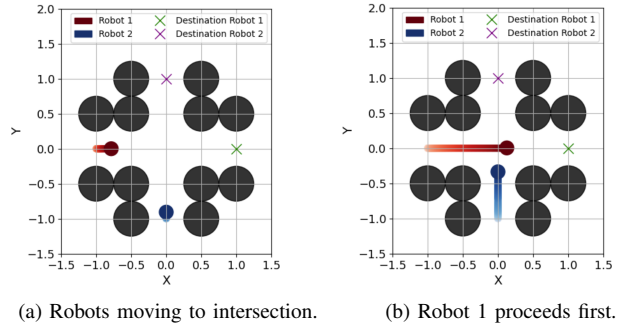 Robot 1
Robot 2
Destination Robot 1
Destination Robot 2
2.0
1.5
1.0
0.5
0.0
−0.5
−1.0
−1.5
Y
−1.5 −1.0 −0.5 0.0 0.5 1.0 1.5
X
(a) Robots moving to intersection.
Robot 1
Robot 2
Destination Robot 1
Destination Robot 2
2.0
1.5
1.0
0.5
0.0
−0.5
−1.0
−1.5
Y
−1.5 −1.0 −0.5 0.0 0.5 1.0 1.5
X
(b) Robot 1 proceeds first.